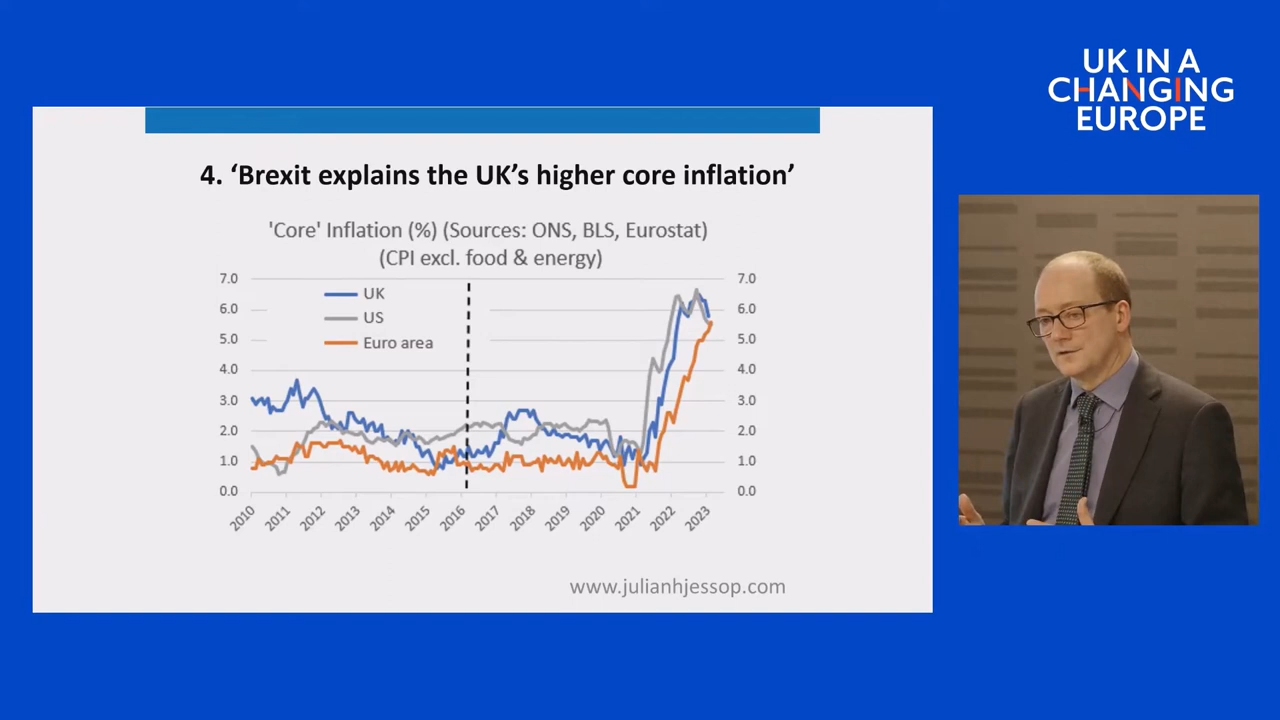 UK IN A
CHANGING
EUROPE
4. ‘Brexit explains the UK’s higher core inflation’
'Core' Inflation (%) (Sources: ONS, BLS, Eurostat)
(CPI excl. food & energy)
7.0 7.0
6.0 6.0
5.0 5.0
4.0 4.0
3.0 3.0
2.0 2.0
1.0 1.0
0.0 0.0
UK
US
Euro area
2010 2011 2012 2013 2014 2015 2016 2017 2018 2019 2020 2021 2022 2023
www.julianhjessop.com